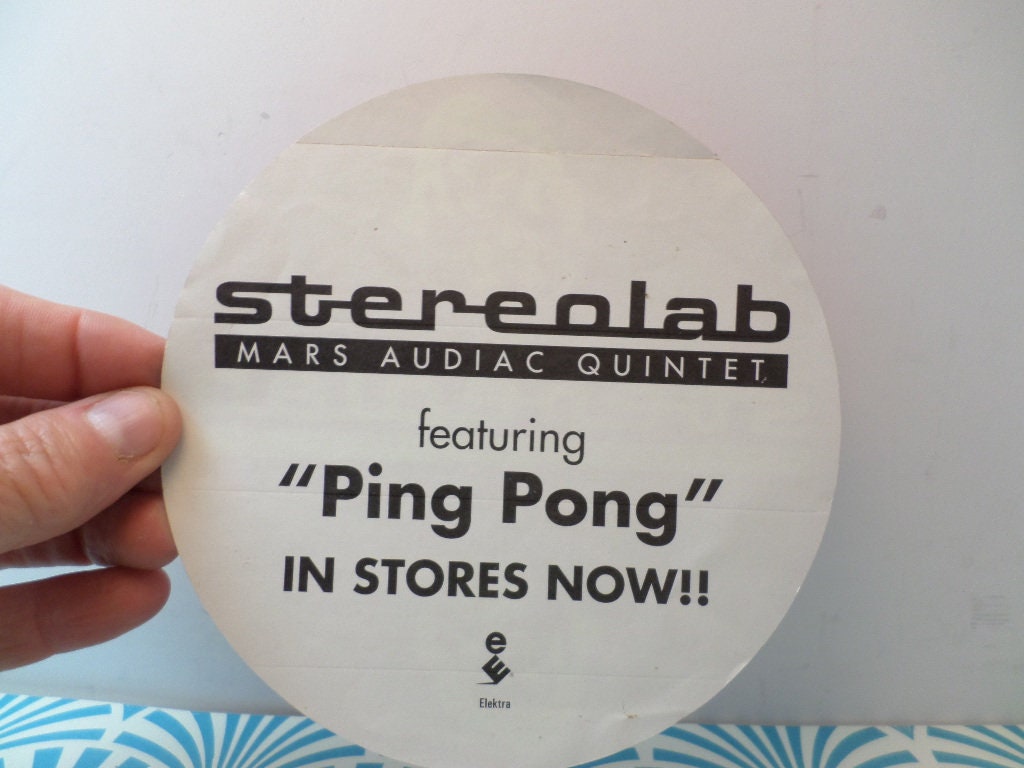 stereolab
MARS AUDIAC QUINTET
featuring
"Ping Pong"
IN STORES NOW!!
e
Elektra